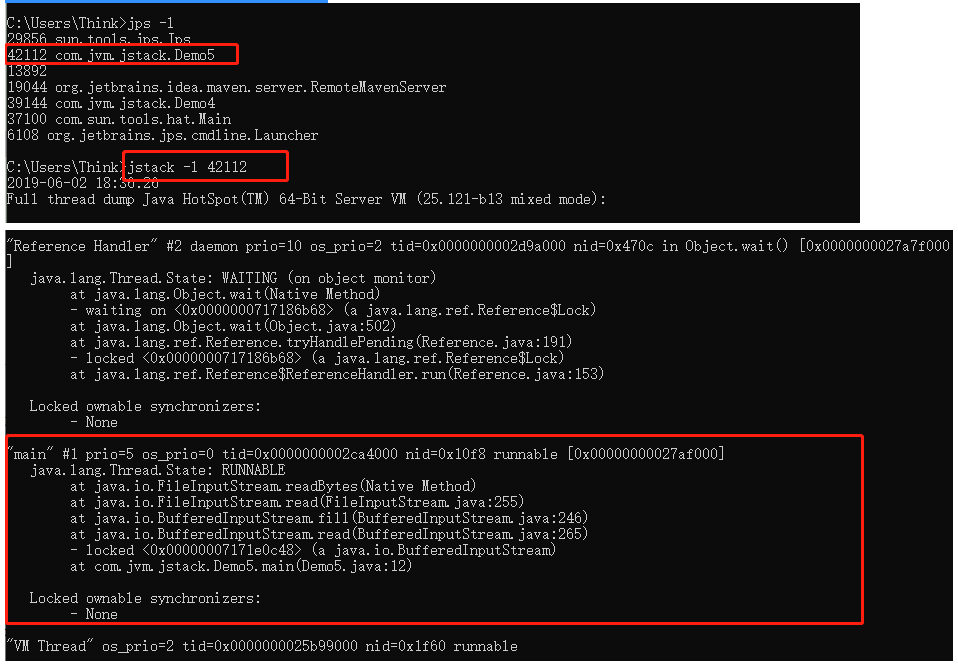 C:\Users\Think>jps -l
29856 sun.tools.jps.Jps
42112 com.jvm.jstack.Demo5
13892
19044 org.jetbrains.idea.maven.server.RemoteMavenServer
39144 com.jvm.jstack.Demo4
37100 com.sun.tools.hat.Main
6108 org.jetbrains.jps.cmdline.Launcher
C:\Users\Think>jstack -l 42112
2019-06-02 18:36:26
Full thread dump Java HotSpot(TM) 64-Bit Server VM (25.121-b13 mixed mode):
"Reference Handler" #2 daemon prio=10 os_prio=2 tid=0x0000000002d9a000 nid=0x470c in Object.wait() [0x0000000027a7f000
]
java.lang.Thread.State: WAITING (on object monitor)
at java.lang.Object.wait(Native Method)
- waiting on <0x0000000717186b68> (a java.lang.ref.Reference$Lock)
at java.lang.Object.wait(Object.java:502)
at java.lang.ref.Reference.tryHandlePending(Reference.java:191)
- locked <0x0000000717186b68> (a java.lang.ref.Reference$Lock)
at java.lang.ref.Reference$ReferenceHandler.run(Reference.java:153)
Locked ownable synchronizers:
- None
"main" #1 prio=5 os_prio=0 tid=0x0000000002ca4000 nid=0x10f8 runnable [0x00000000027af000]
java.lang.Thread.State: RUNNABLE
at java.io.FileInputStream.readBytes(Native Method)
at java.io.FileInputStream.read(FileInputStream.java:255)
at java.io.BufferedInputStream.fill(BufferedInputStream.java:246)
at java.io.BufferedInputStream.read(BufferedInputStream.java:265)
- locked <0x00000007171e0c48> (a java.io.BufferedInputStream)
at com.jvm.jstack.Demo5.main(Demo5.java:12)
Locked ownable synchronizers:
- None
"VM Thread" os_prio=2 tid=0x0000000025b99000 nid=0x1f60 runnable